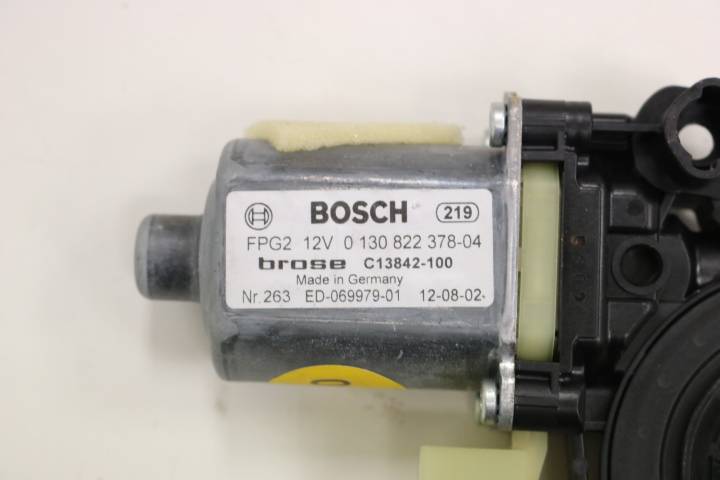 BOSCH 219
FPG2 12V 0 130 822 378-04
brose C13842-100
Made in Germany
Nr. 263 ED-069979-01 12-08-02